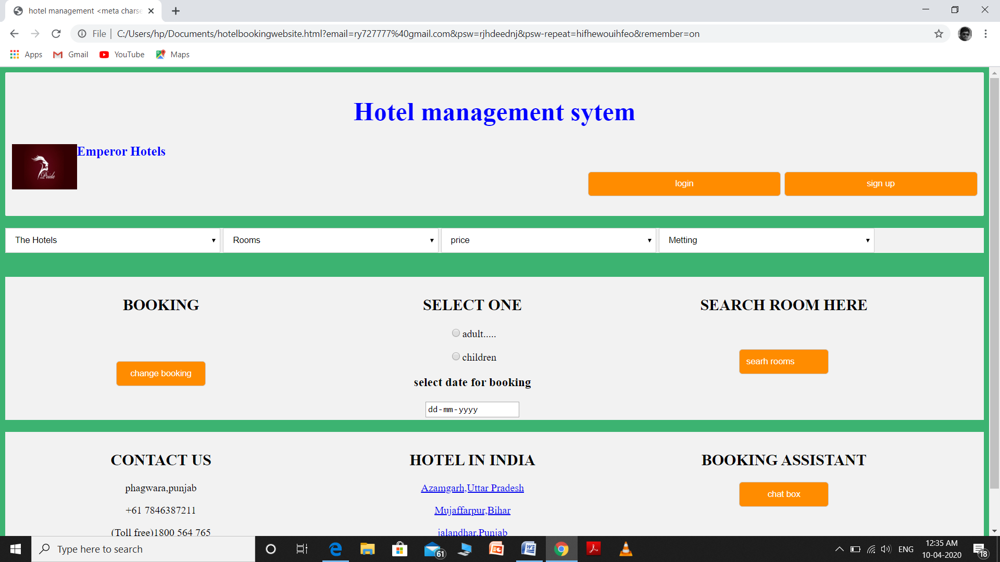 hotel management <meta charse
File | C:/Users/hp/Documents/hotelbookingwebsite.html?email=ry727777%40gmail.com&psw=rjhdeednj&psw-repeat=hifhewouihfeo&remember=on
Apps Gmail YouTube Maps
Hotel management sytem
Pride
Emperor Hotels
login sign up
The Hotels Rooms price Metting
BOOKING SELECT ONE SEARCH ROOM HERE
adult.....
children
searh rooms
change booking
select date for booking
dd-mm-yyyy
CONTACT US HOTEL IN INDIA BOOKING ASSISTANT
phagwara,punjab Azamgarh,Uttar Pradesh chat box
+61 7846387211 Mujaffarpur,Bihar
(Toll free)1800 564 765 jalandhar,Punjab
Type here to search
61
ENG
12:35 AM
10-04-2020
18